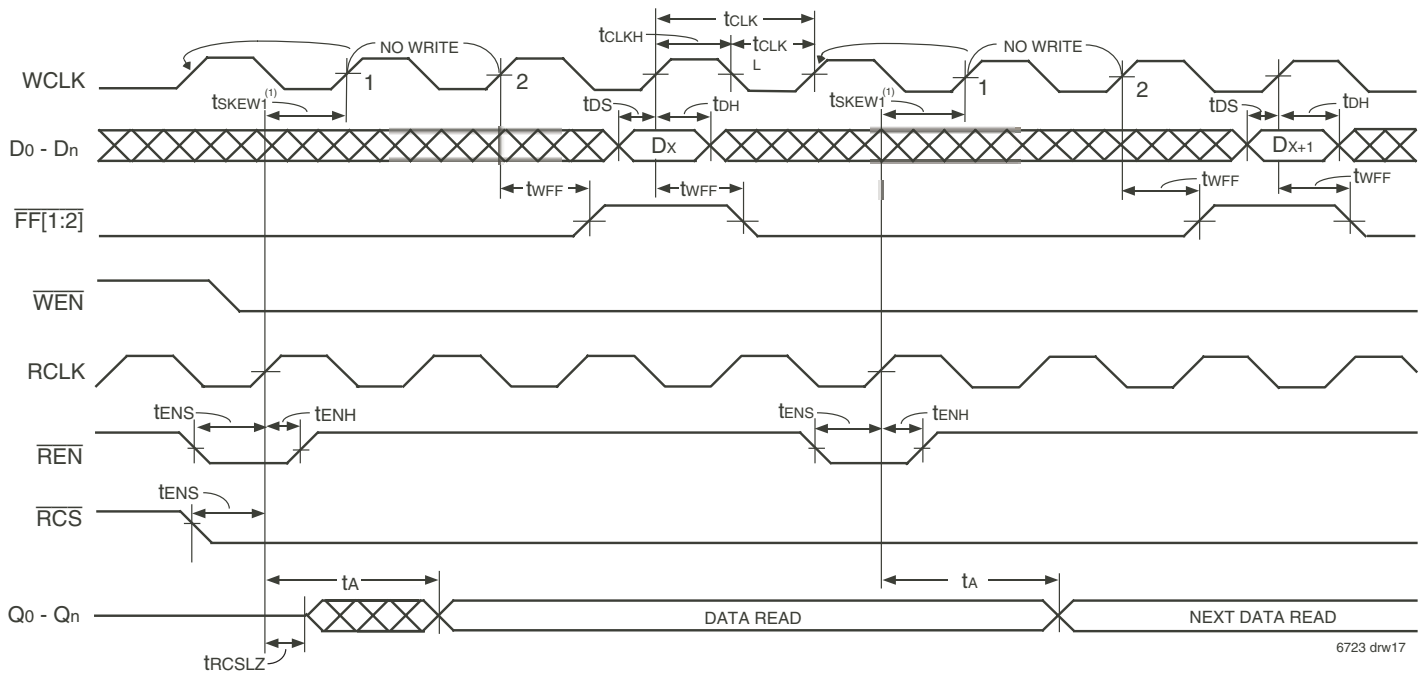 tCLK
tCLKH
tCLK
L
NO WRITE
NO WRITE
WCLK
1
2
1
2
tSKEW1(1)
tDS
tDH
tSKEW1(1)
tDS
tDH
D0 - Dn
DX
DX+1
tWFF
tWFF
tWFF
tWFF
FF[1:2]
WEN
RCLK
tENS
tENH
tENS
tENH
REN
tENS
RCS
tA
tA
Q0 - Qn
DATA READ
NEXT DATA READ
tRCSLZ
6723 drw17